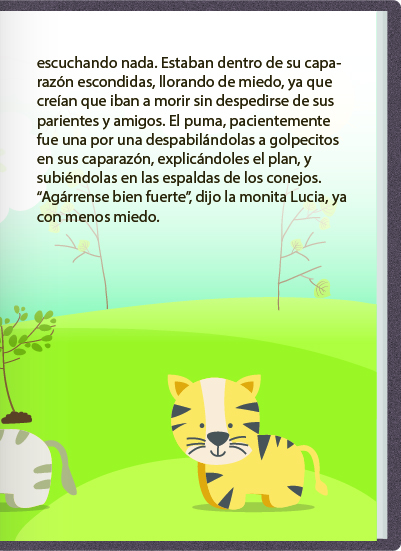 escuchando nada. Estaban dentro de su capa-
razón escondidas, llorando de miedo, ya que
creían que iban a morir sin despedirse de sus
parientes y amigos. El puma, pacientemente
fue una por una despabilándolas a golpecitos
en sus caparazón, explicándoles el plan, y
subiéndolas en las espaldas de los conejos.
“Agárrense bien fuerte”, dijo la monita Lucia, ya
con menos miedo.